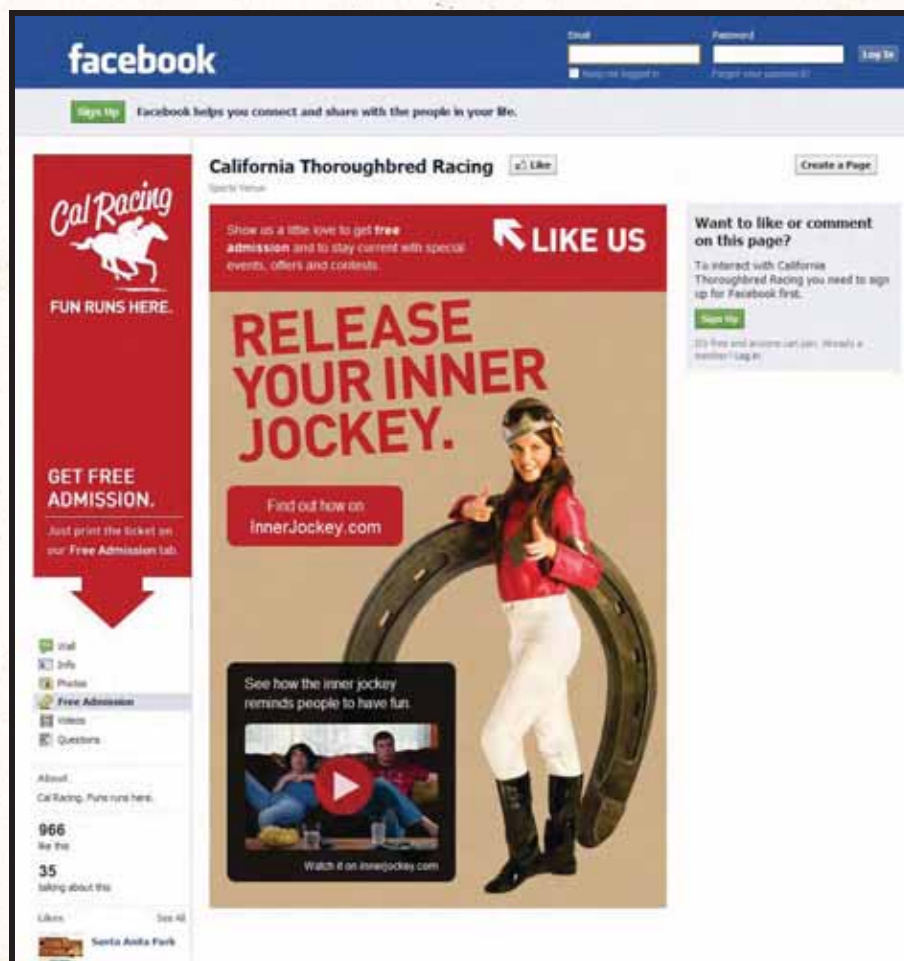 facebook
Email
Password
Keep me logged in
Forgot your password?
Log In
Sign Up
Facebook helps you connect and share with the people in your life.
Cal Racing
FUN RUNS HERE.
GET FREE
ADMISSION.
Just print the ticket on
our Free Admission tab.
Wall
Info
Photos
Free Admission
Videos
Questions
About
Cal Racing. Funs runs here.
966
like this
35
talking about this
Likes
See All
Santa Anita Park
California Thoroughbred Racing
Like
Sports Venue
Create a Page
Show us a little love to get free
admission and to stay current with special
events, offers and contests.
LIKE US
RELEASE
YOUR INNER
JOCKEY.
Find out how on
InnerJockey.com
See how the inner jockey
reminds people to have fun.
Watch it on innerjockey.com
Want to like or comment
on this page?
To interact with California
Thoroughbred Racing you need to sign
up for Facebook first.
Sign Up
It's free and anyone can join. Already a
member? Log in